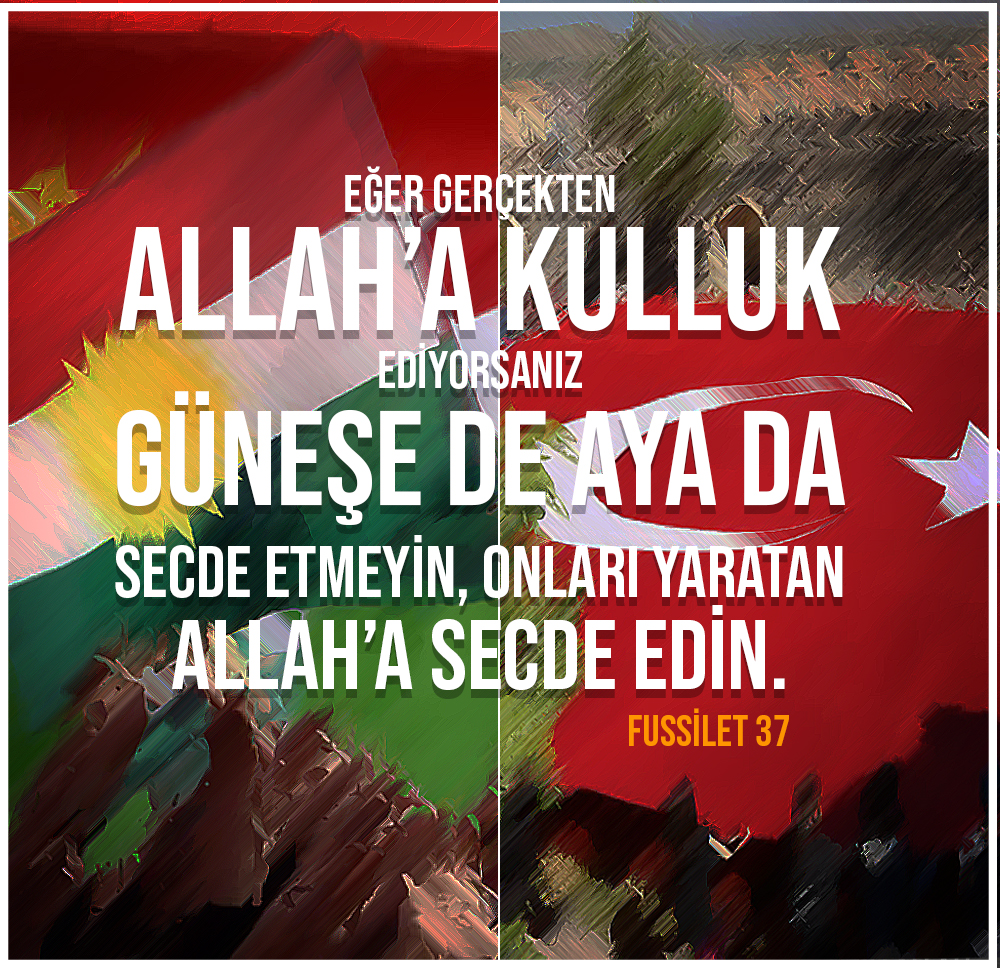 EĞER GERÇEKTEN
ALLAH'A KULLUK
EDİYORSANIZ
GÜNEŞE DE AYA DA
SECDE ETMEYİN, ONLARI YARATAN
ALLAH'A SECDE EDİN.
FUSSİLET 37